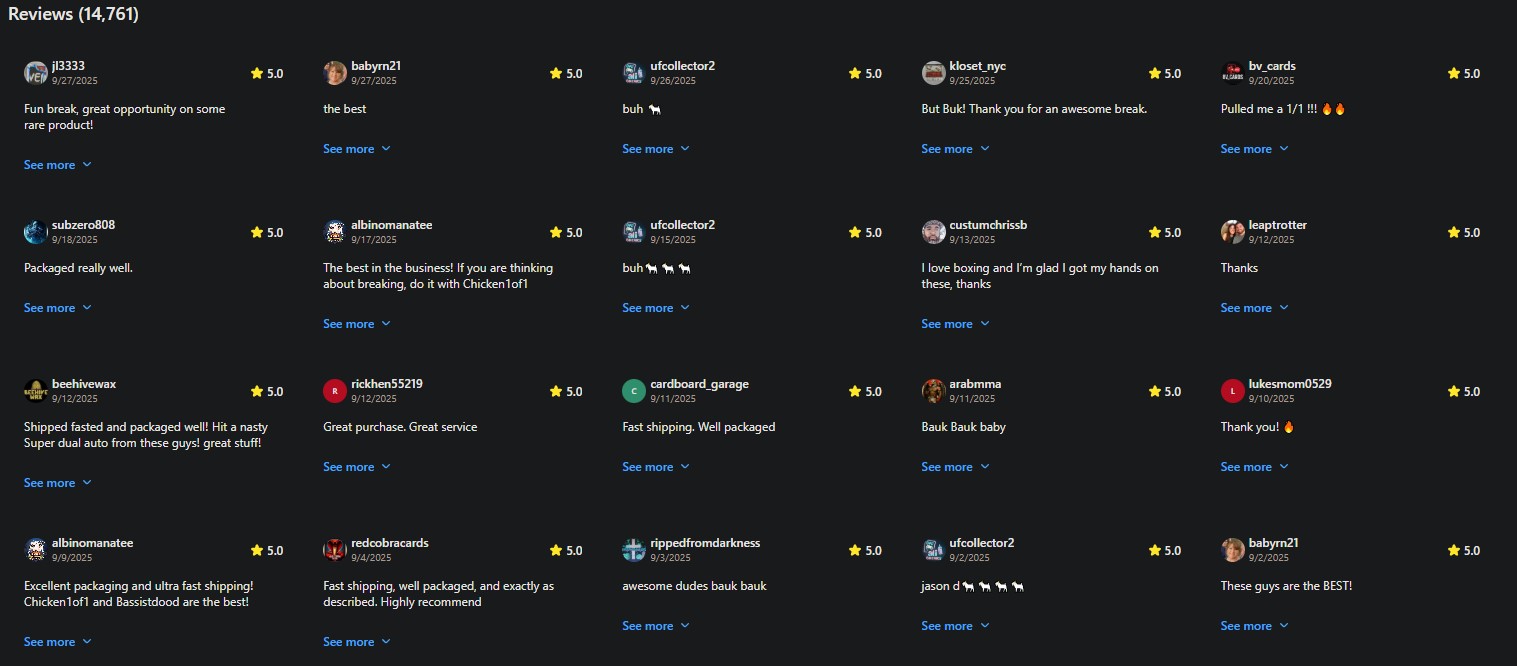 Reviews (14,761)
jl3333
9/27/2025
5.0
Fun break, great opportunity on some
rare product!
See more
babyrn21
9/27/2025
5.0
the best
See more
ufcollector2
9/26/2025
5.0
buh 🐐
See more
kloset_nyc
9/25/2025
5.0
But Buk! Thank you for an awesome break.
See more
bv_cards
9/20/2025
5.0
Pulled me a 1/1 !!! 🔥🔥
See more
subzero808
9/18/2025
5.0
Packaged really well.
See more
albinomanatee
9/17/2025
5.0
The best in the business! If you are thinking
about breaking, do it with Chicken1of1
See more
ufcollector2
9/15/2025
5.0
buh🐐 🐐 🐐
See more
custumchrissb
9/13/2025
5.0
I love boxing and I'm glad I got my hands on
these, thanks
See more
leaptrotter
9/12/2025
5.0
Thanks
See more
BEEHIVE
WAX
beehivewax
9/12/2025
5.0
Shipped fasted and packaged well! Hit a nasty
Super dual auto from these guys! great stuff!
See more
R
rickhen55219
9/12/2025
5.0
Great purchase. Great service
See more
C
cardboard_garage
9/11/2025
5.0
Fast shipping. Well packaged
See more
arabmma
9/11/2025
5.0
Bauk Bauk baby
See more
L
lukesmom0529
9/10/2025
5.0
Thank you! 🔥
See more
albinomanatee
9/9/2025
5.0
Excellent packaging and ultra fast shipping!
Chicken1of1 and Bassistdood are the best!
See more
redcobracards
9/4/2025
5.0
Fast shipping, well packaged, and exactly as
described. Highly recommend
See more
rippedfromdarkness
9/3/2025
5.0
awesome dudes bauk bauk
See more
ufcollector2
9/2/2025
5.0
jason d🐐 🐐 🐐 🐐
See more
babyrn21
9/2/2025
5.0
These guys are the BEST!
See more